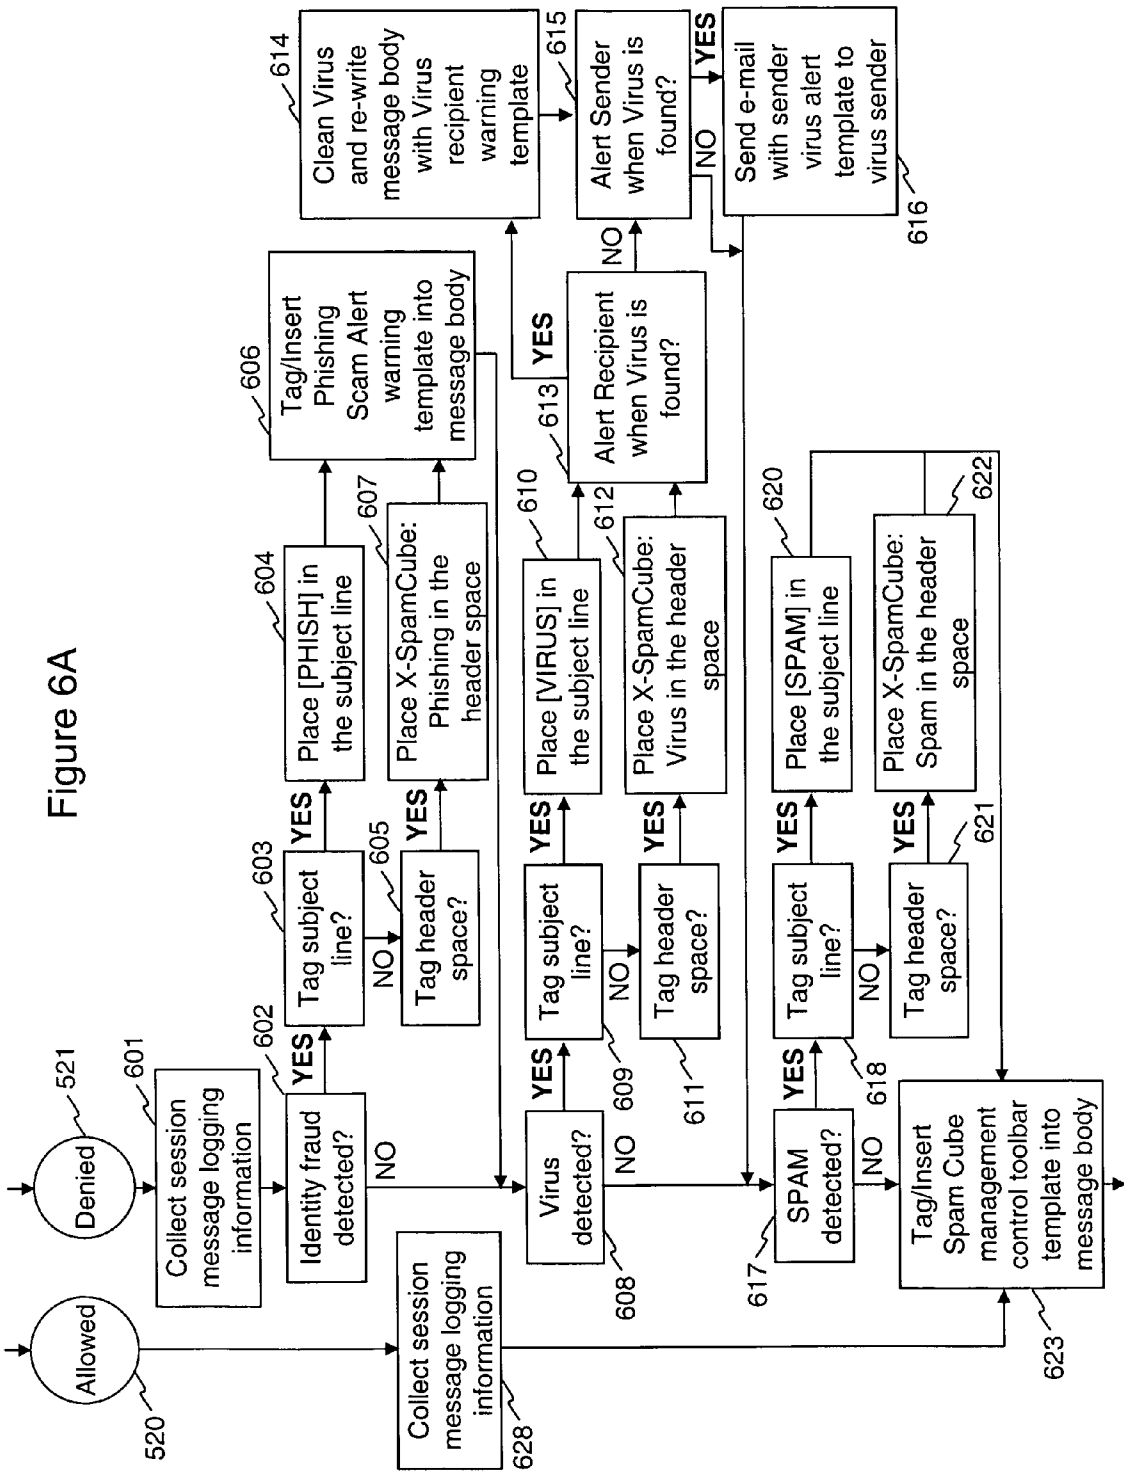 Figure 6A
520
Allowed
Denied
521
601
Collect session
message logging
information
628
Collect session
message logging
information
602
Identity fraud
detected?
YES
NO
603
Tag subject
line?
YES
NO
604
Place [PHISH] in
the subject line
605
Tag header
space?
YES
607
Place X-SpamCube:
Phishing in the
header space
606
Tag/Insert
Phishing
Scam Alert
warning
template into
message body
608
Virus
detected?
YES
NO
609
Tag subject
line?
YES
NO
610
Place [VIRUS] in
the subject line
611
Tag header
space?
YES
612
Place X-SpamCube:
Virus in the header
space
613
Alert Recipient
when Virus is
found?
YES
NO
614
Clean Virus
and re-write
message body
with Virus
recipient
warning
template
615
Alert Sender
when Virus is
found?
YES
NO
616
Send e-mail
with sender
virus alert
template to
virus sender
617
SPAM
detected?
YES
NO
618
Tag subject
line?
YES
NO
620
Place [SPAM] in
the subject line
621
Tag header
space?
YES
622
Place X-SpamCube:
Spam in the header
space
623
Tag/Insert
Spam Cube
management
control toolbar
template into
message body